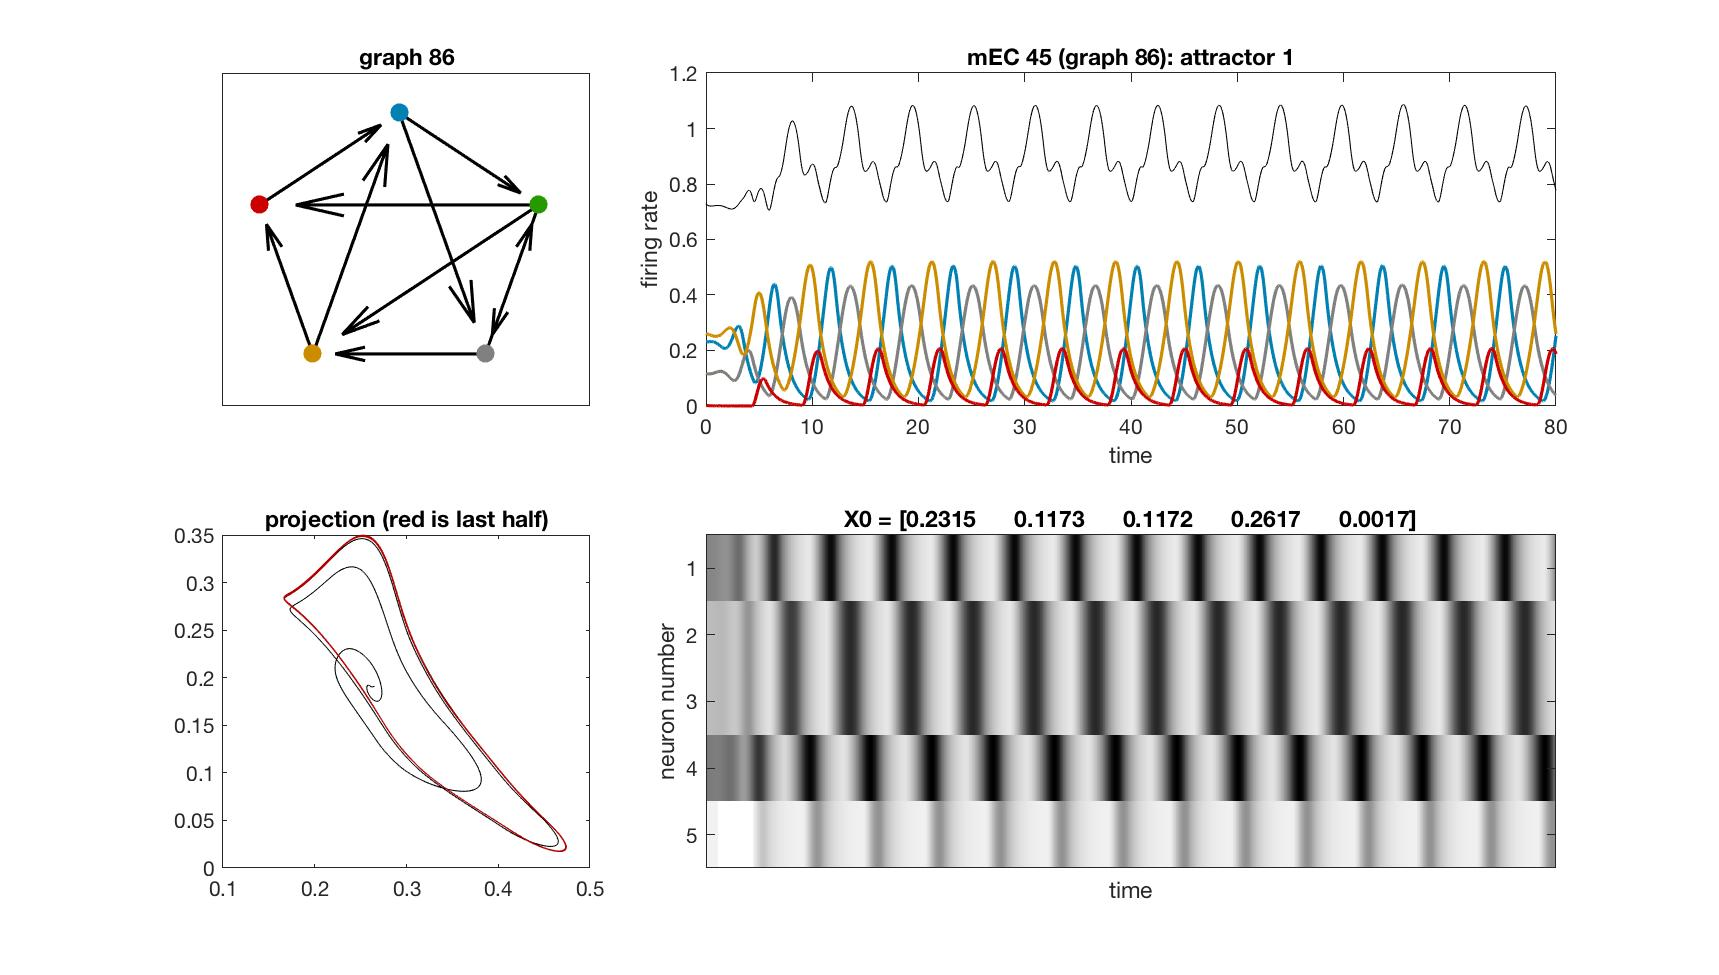 graph 86
mEC 45 (graph 86): attractor 1
1.2
1
0.8
0.6
0.4
0.2
0
firing rate
0 10 20 30 40 50 60 70 80
time
projection (red is last half)
0.35
0.3
0.25
0.2
0.15
0.1
0.05
0
0.1 0.2 0.3 0.4 0.5
X0 = [0.2315 0.1173 0.1172 0.2617 0.0017]
neuron number
1
2
3
4
5
time